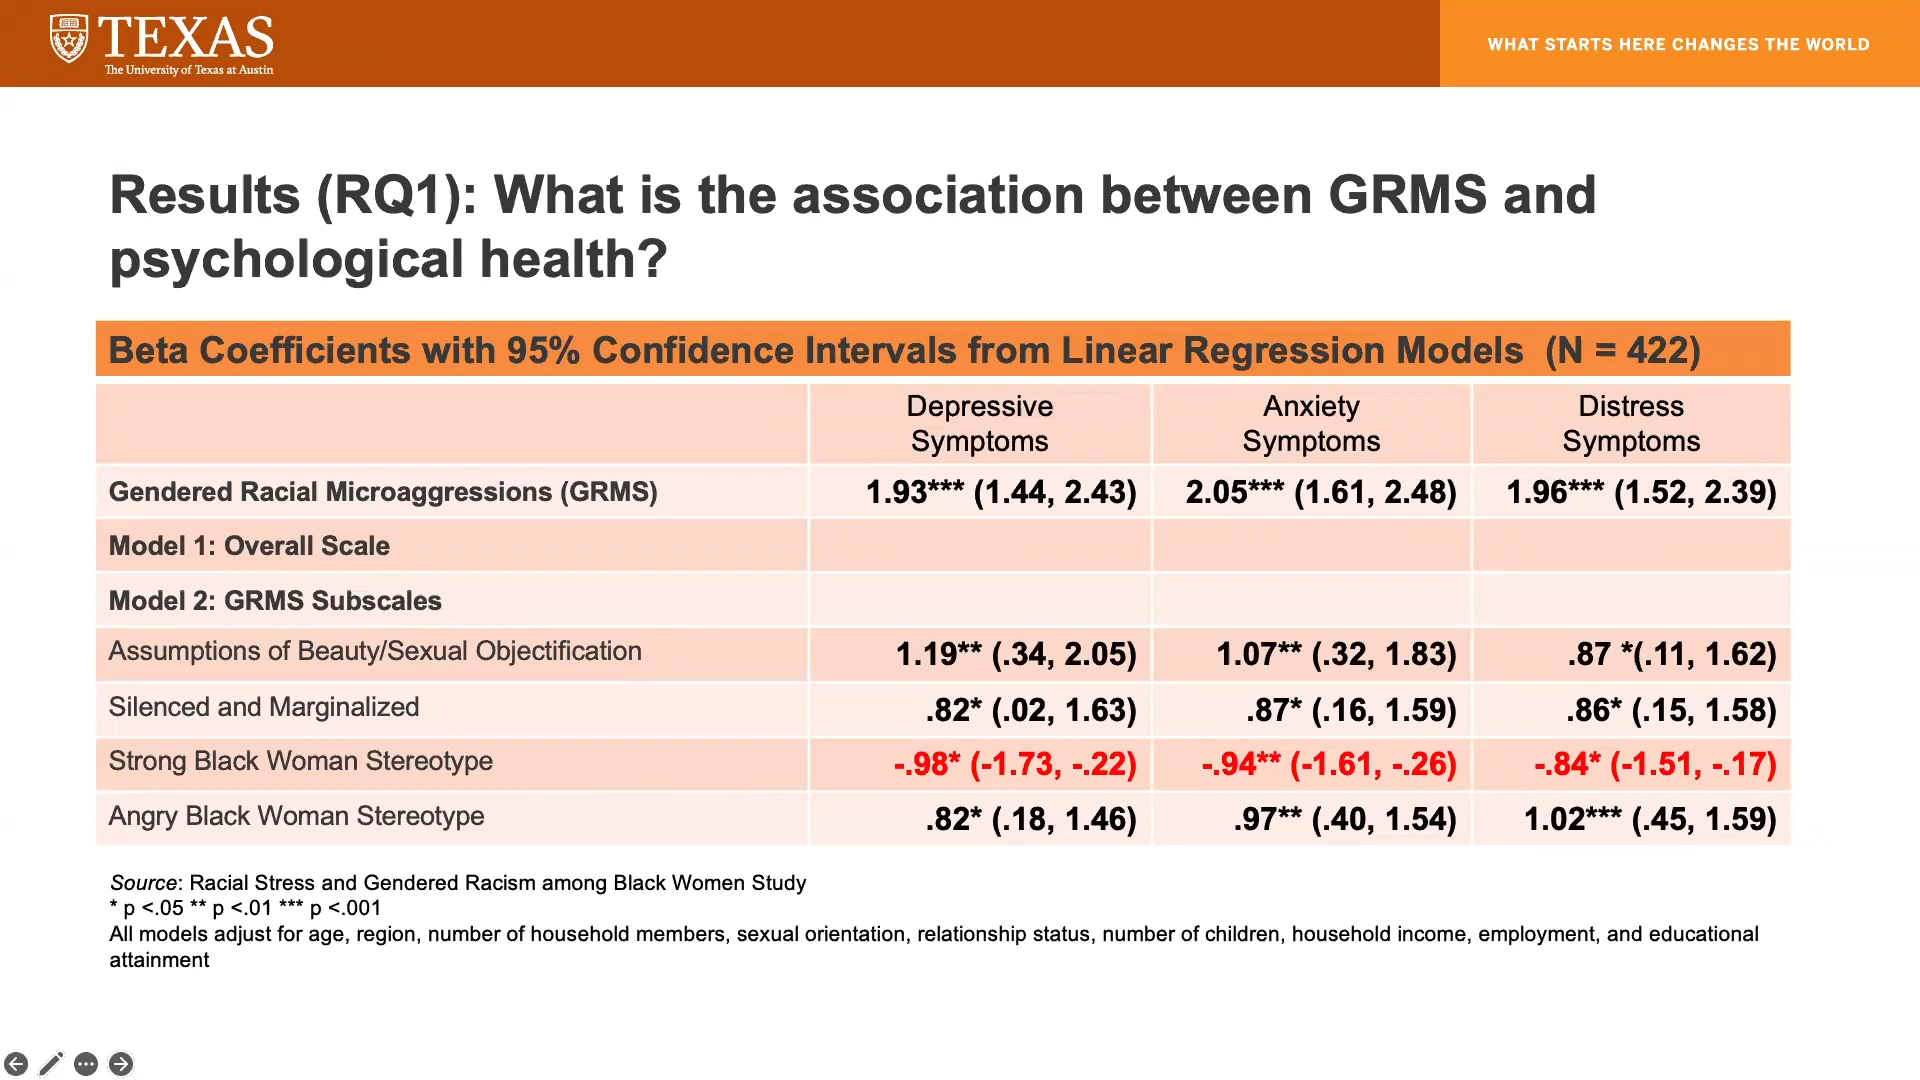 TEXAS
The University of Texas at Austin
WHAT STARTS HERE CHANGES THE WORLD
Results (RQ1): What is the association between GRMS and
psychological health?
Beta Coefficients with 95% Confidence Intervals from Linear Regression Models (N = 422)
Depressive Symptoms Anxiety Symptoms Distress Symptoms
Gendered Racial Microaggressions (GRMS) 1.93*** (1.44, 2.43) 2.05*** (1.61, 2.48) 1.96*** (1.52, 2.39)
Model 1: Overall Scale
Model 2: GRMS Subscales
Assumptions of Beauty/Sexual Objectification 1.19** (.34, 2.05) 1.07** (.32, 1.83) .87 *(.11, 1.62)
Silenced and Marginalized .82* (.02, 1.63) .87* (.16, 1.59) .86* (.15, 1.58)
Strong Black Woman Stereotype -.98* (-1.73, -.22) -.94** (-1.61, -.26) -.84* (-1.51, -.17)
Angry Black Woman Stereotype .82* (.18, 1.46) .97** (.40, 1.54) 1.02*** (.45, 1.59)
Source: Racial Stress and Gendered Racism among Black Women Study
* p <.05 ** p <.01 *** p <.001
All models adjust for age, region, number of household members, sexual orientation, relationship status, number of children, household income, employment, and educational
attainment